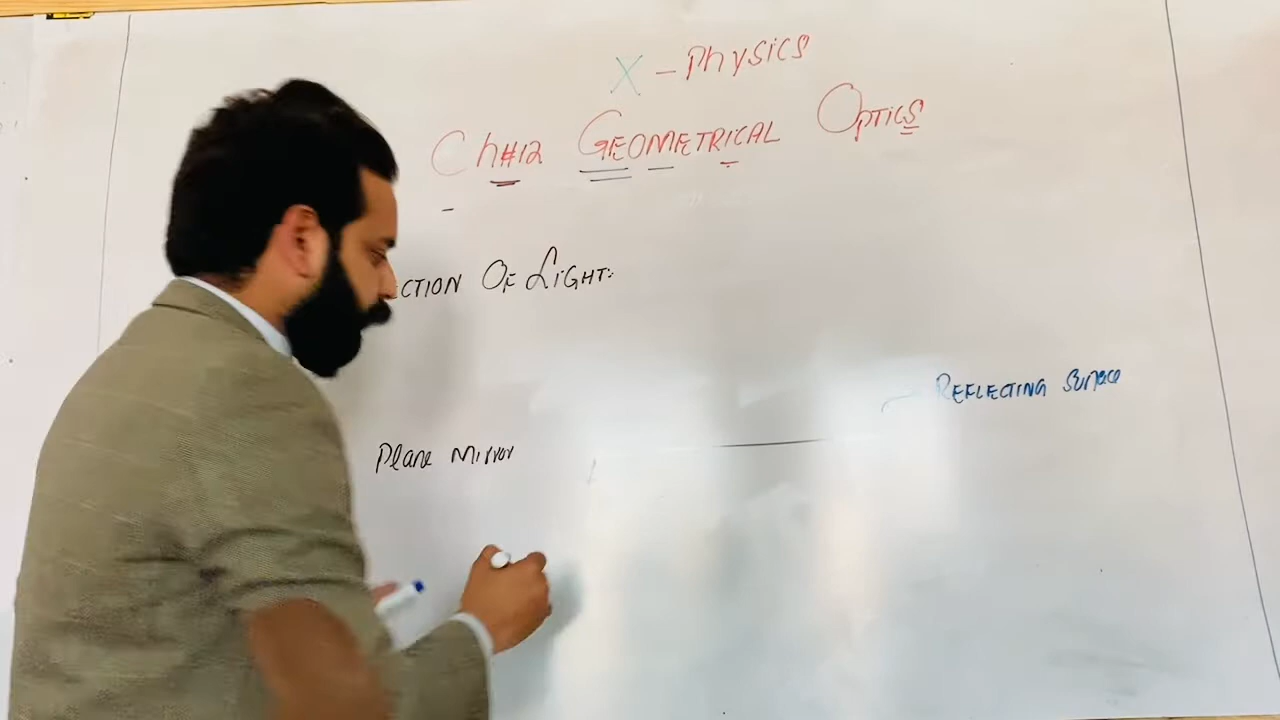 X - Physics
Ch#12 GEOMETRICAL OPTICS
CTION OF LIGHT:
REFLECTING Surface
Plane Mirror